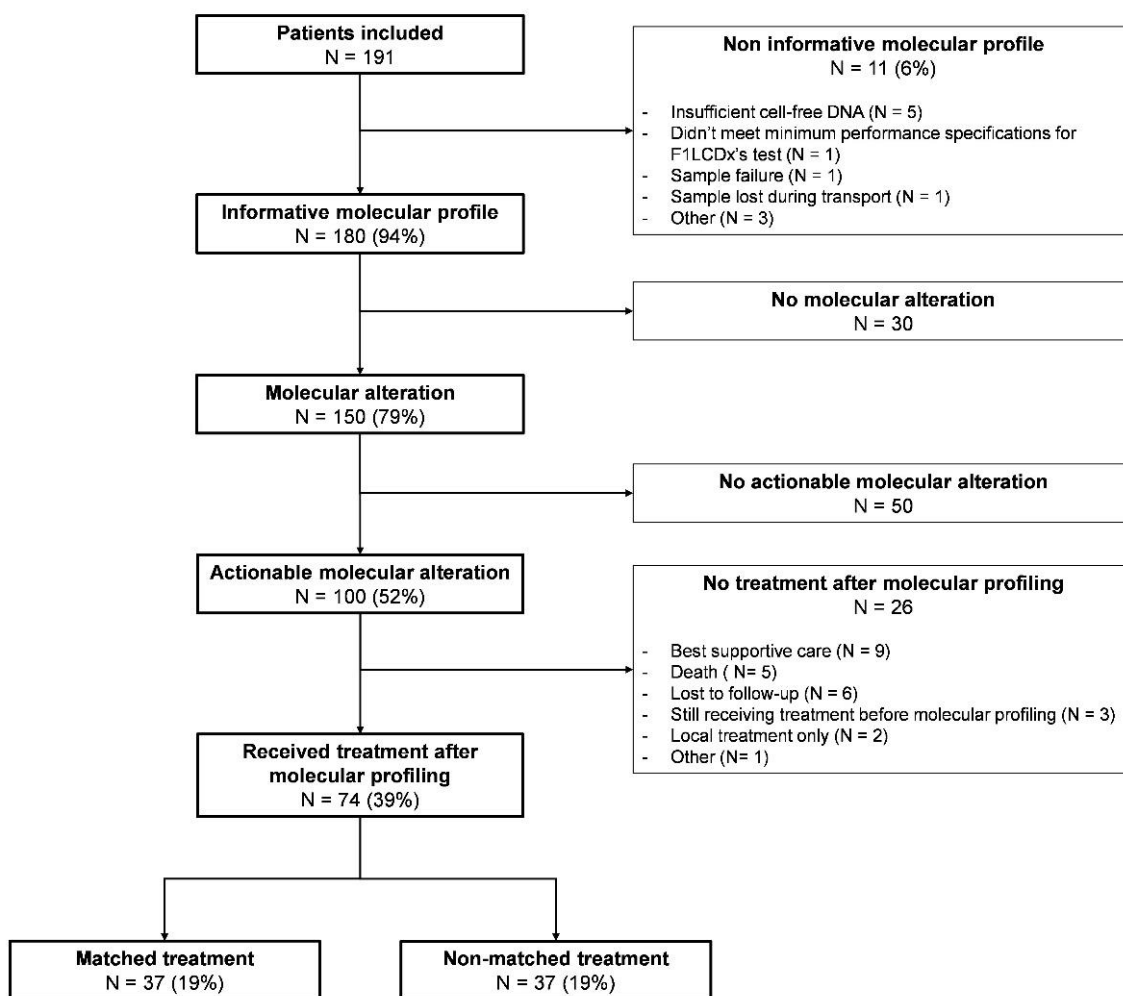 Patients included
N = 191
Non informative molecular profile
N = 11 (6%)
- Insufficient cell-free DNA (N = 5)
- Didn't meet minimum performance specifications for
F1LCDx's test (N = 1)
- Sample failure (N = 1)
- Sample lost during transport (N = 1)
- Other (N = 3)
Informative molecular profile
N = 180 (94%)
No molecular alteration
N = 30
Molecular alteration
N = 150 (79%)
No actionable molecular alteration
N = 50
Actionable molecular alteration
N = 100 (52%)
No treatment after molecular profiling
N = 26
- Best supportive care (N = 9)
- Death ( N= 5)
- Lost to follow-up (N = 6)
- Still receiving treatment before molecular profiling (N = 3)
- Local treatment only (N = 2)
- Other (N= 1)
Received treatment after
molecular profiling
N = 74 (39%)
Matched treatment
N = 37 (19%)
Non-matched treatment
N = 37 (19%)